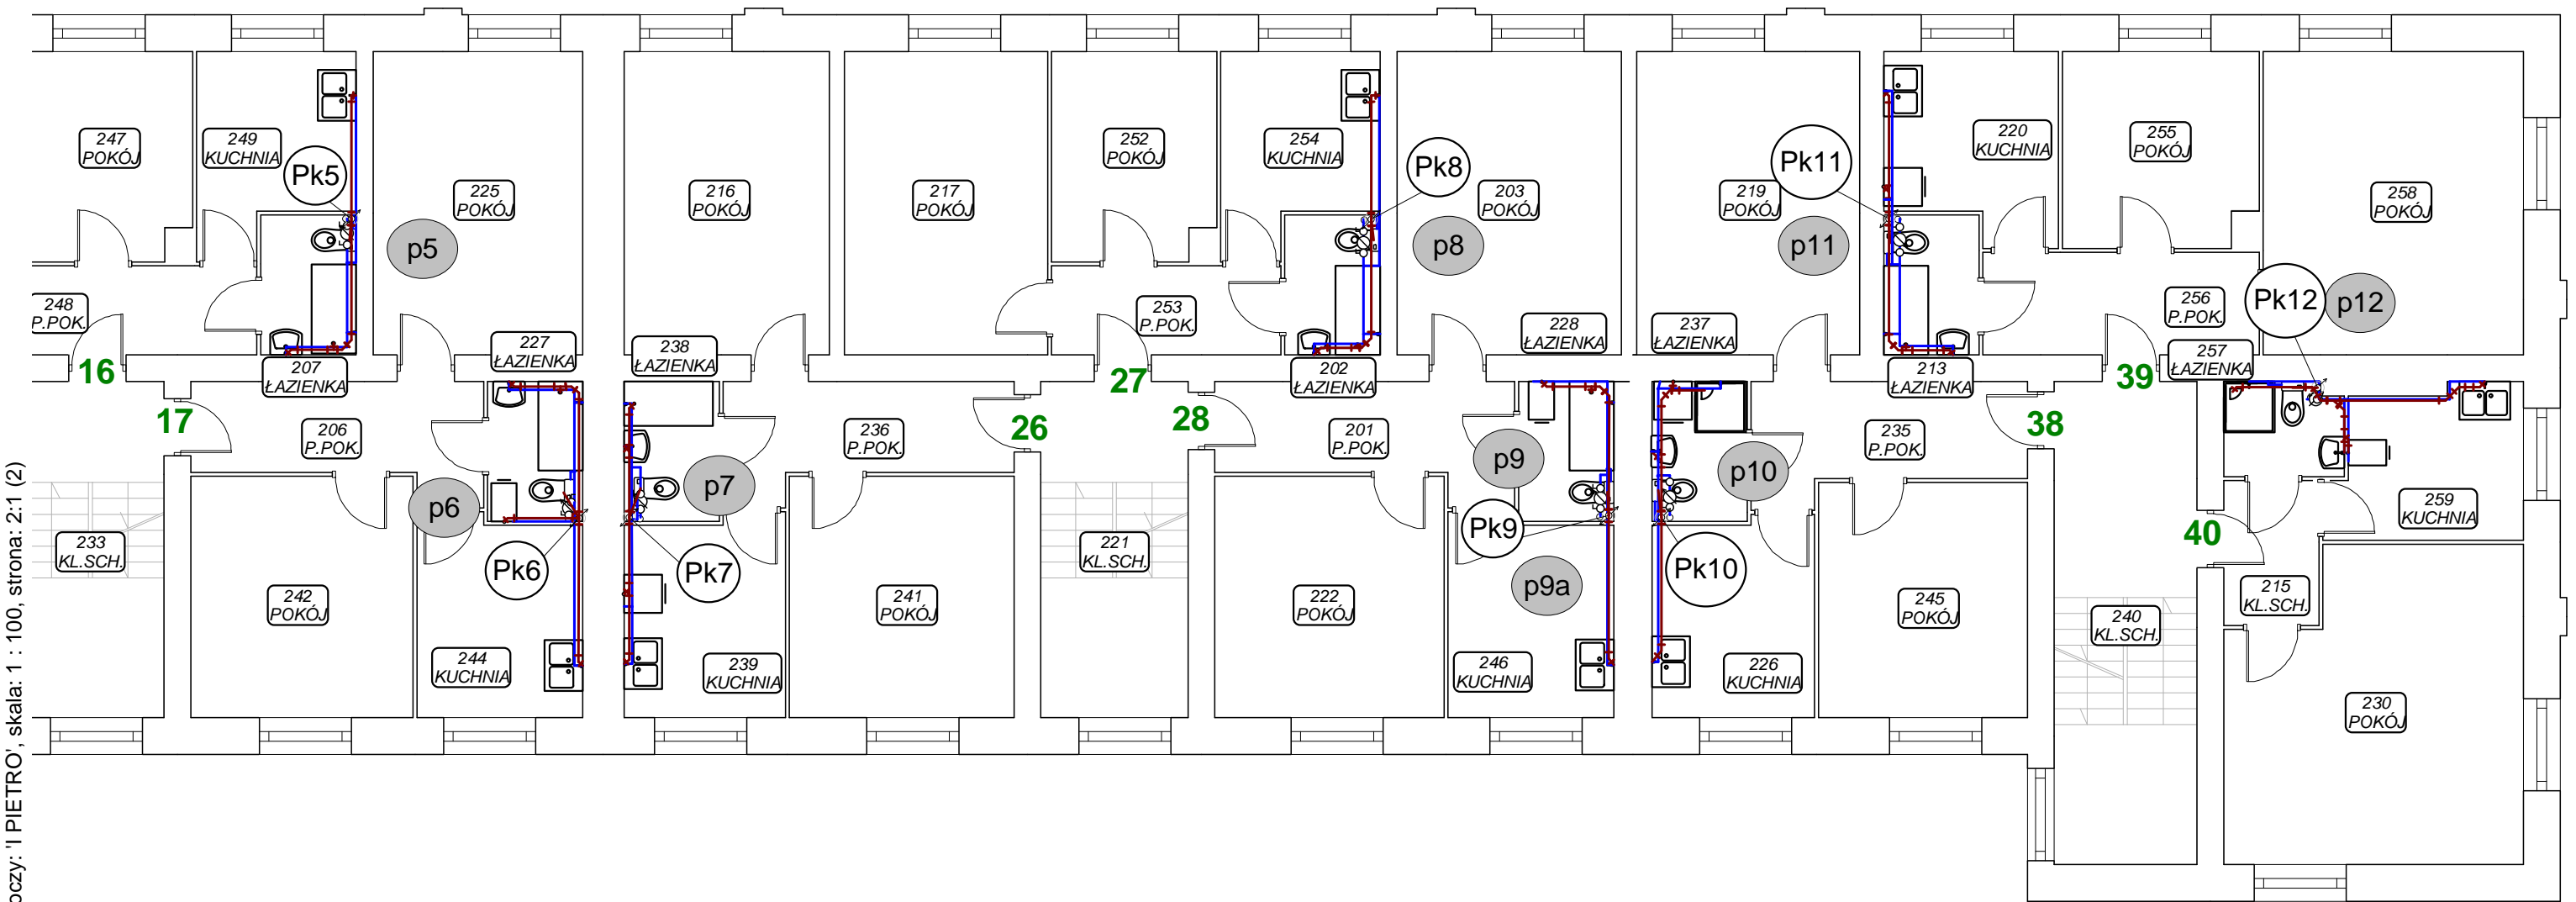 247
POKÓJ
249
KUCHNIA
Pk5
225
POKÓJ
p5
216
POKÓJ
217
POKÓJ
252
POKÓJ
254
KUCHNIA
Pk8
203
POKÓJ
p8
219
POKÓJ
Pk11
p11
220
KUCHNIA
255
POKÓJ
258
POKÓJ
248
P.POK.
253
P.POK.
256
P.POK.
Pk12
p12
16
207
ŁAZIENKA
227
ŁAZIENKA
238
ŁAZIENKA
27
202
ŁAZIENKA
228
ŁAZIENKA
237
ŁAZIENKA
213
ŁAZIENKA
39
257
ŁAZIENKA
17
206
P.POK.
236
P.POK.
26
28
201
P.POK.
235
P.POK.
38
p6
p7
p9
p10
233
KL.SCH.
Pk6
Pk7
221
KL.SCH.
Pk9
p9a
Pk10
40
259
KUCHNIA
242
POKÓJ
241
POKÓJ
222
POKÓJ
245
POKÓJ
240
KL.SCH.
215
KL.SCH.
244
KUCHNIA
239
KUCHNIA
246
KUCHNIA
226
KUCHNIA
230
POKÓJ
oczy: 'I PIETRO', skala: 1 : 100, strona: 2:1 (2)